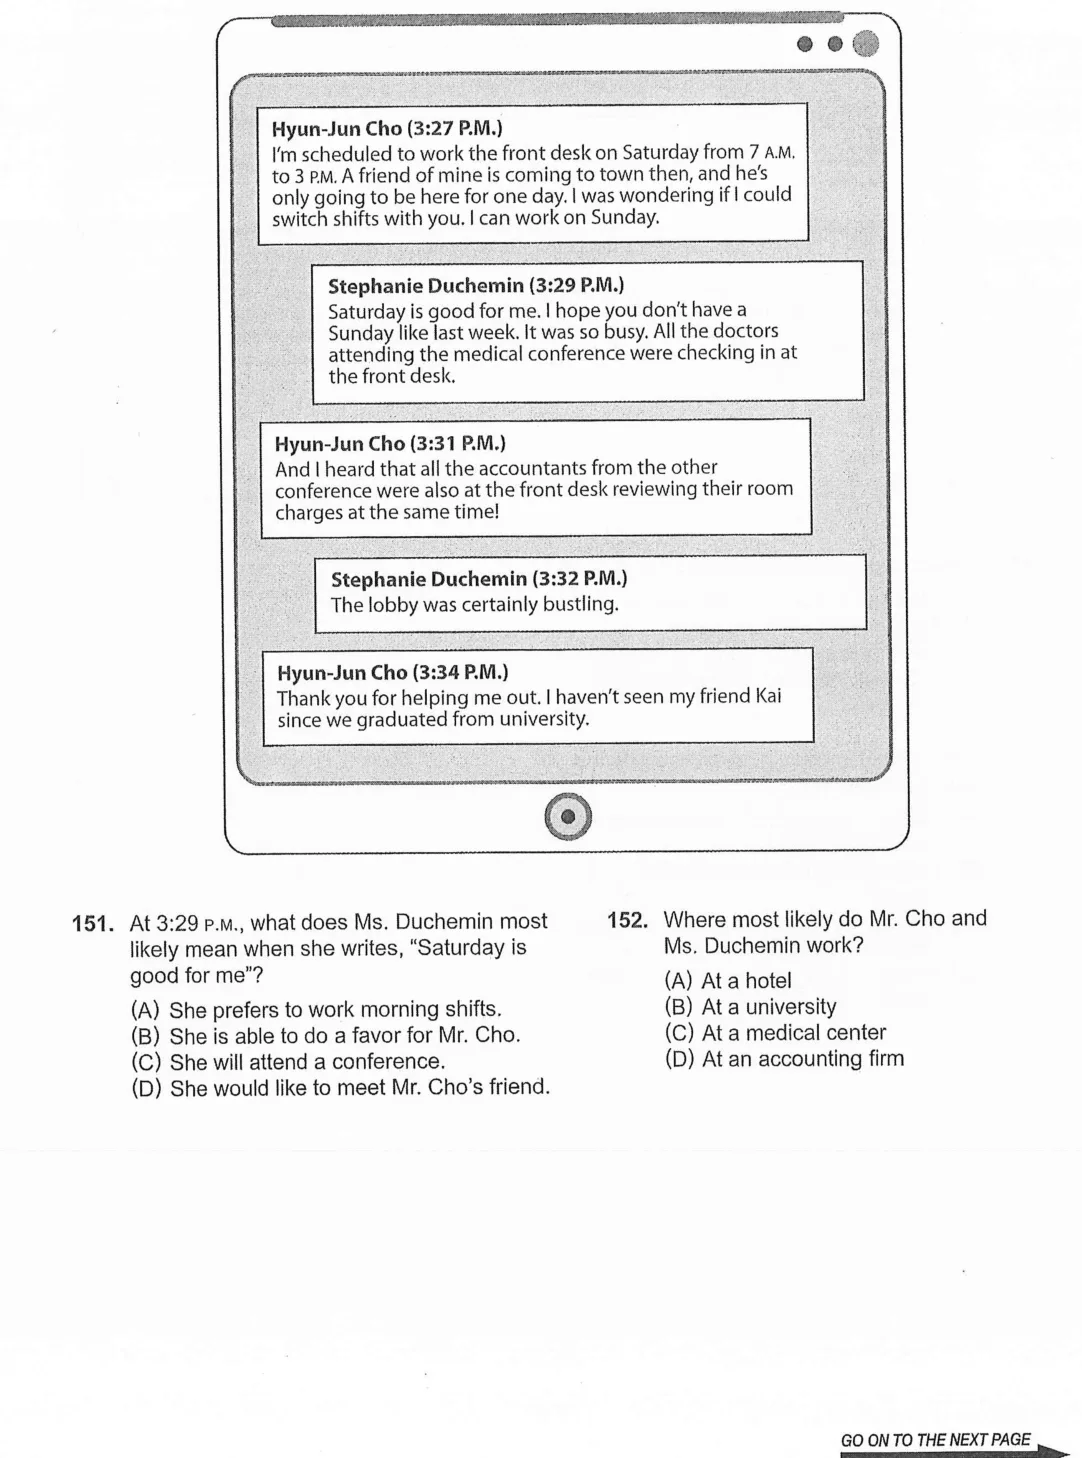 Hyun-Jun Cho (3:27 P.M.)
I'm scheduled to work the front desk on Saturday from 7 A.M.
to 3 P.M. A friend of mine is coming to town then, and he's
only going to be here for one day. I was wondering if I could
switch shifts with you. I can work on Sunday.
Stephanie Duchemin (3:29 P.M.)
Saturday is good for me. I hope you don't have a
Sunday like last week. It was so busy. All the doctors
attending the medical conference were checking in at
the front desk.
Hyun-Jun Cho (3:31 P.M.)
And I heard that all the accountants from the other
conference were also at the front desk reviewing their room
charges at the same time!
Stephanie Duchemin (3:32 P.M.)
The lobby was certainly bustling.
Hyun-Jun Cho (3:34 P.M.)
Thank you for helping me out. I haven't seen my friend Kai
since we graduated from university.
151. At 3:29 P.M., what does Ms. Duchemin most
likely mean when she writes, "Saturday is
good for me"?
(A) She prefers to work morning shifts.
(B) She is able to do a favor for Mr. Cho.
(C) She will attend a conference.
(D) She would like to meet Mr. Cho's friend.
152. Where most likely do Mr. Cho and
Ms. Duchemin work?
(A) At a hotel
(B) At a university
(C) At a medical center
(D) At an accounting firm
GO ON TO THE NEXT PAGE